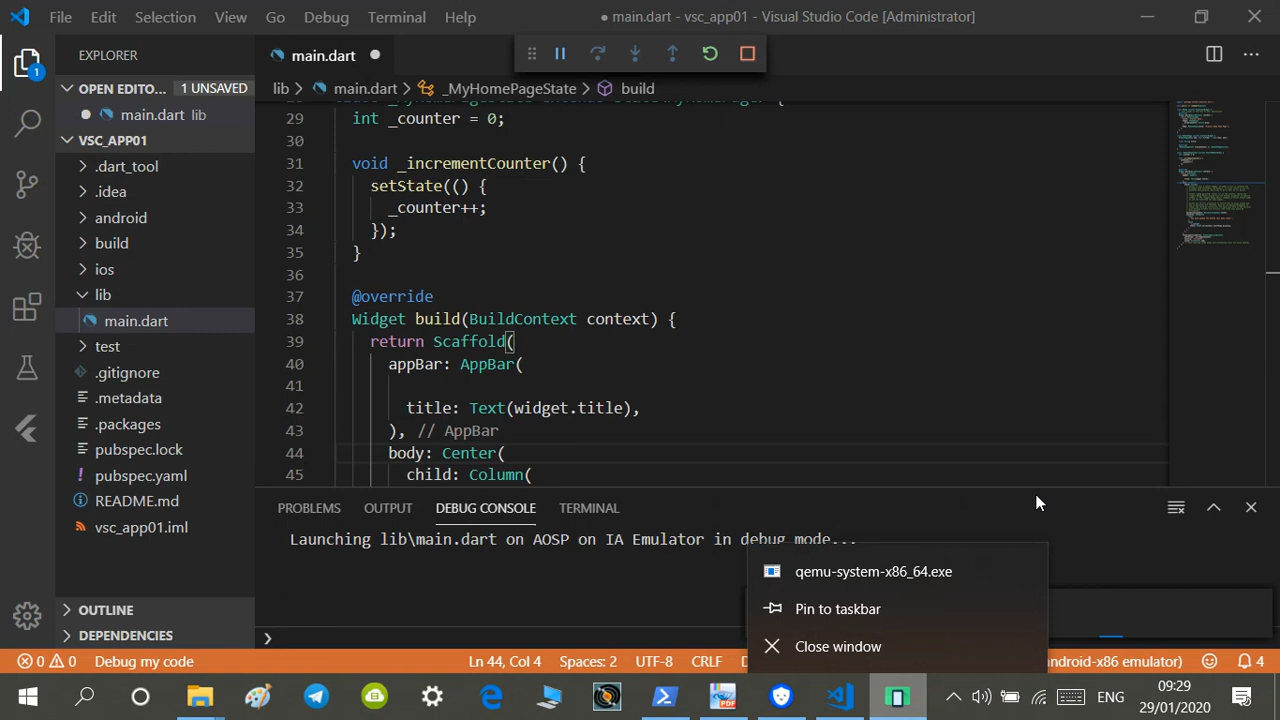 File Edit Selection View Go Debug Terminal Help
● main.dart - vsc_app01 - Visual Studio Code [Administrator]
EXPLORER
main.dart
OPEN EDITO... 1 UNSAVED
main.dart lib
VSC_APP01
.dart_tool
.idea
android
build
ios
lib
main.dart
test
.gitignore
.metadata
.packages
pubspec.lock
pubspec.yaml
README.md
vsc_app01.iml
OUTLINE
DEPENDENCIES
1
lib > main.dart > _MyHomePageState > build
29 int _counter = 0;
30
31 void _incrementCounter() {
32 setState(() {
33 _counter++;
34 });
35 }
36
37 @override
38 Widget build(BuildContext context) {
39 return Scaffold(
40 appBar: AppBar(
41
42 title: Text(widget.title),
43 ), // AppBar
44 body: Center(
45 child: Column(
PROBLEMS OUTPUT DEBUG CONSOLE TERMINAL
Launching lib\main.dart on AOSP on IA Emulator in debug mode...
qemu-system-x86_64.exe
Pin to taskbar
Close window
0 0 Debug my code Ln 44, Col 4 Spaces: 2 UTF-8 CRLF android-x86 emulator) 4
PDF
ENG
09:29
29/01/2020